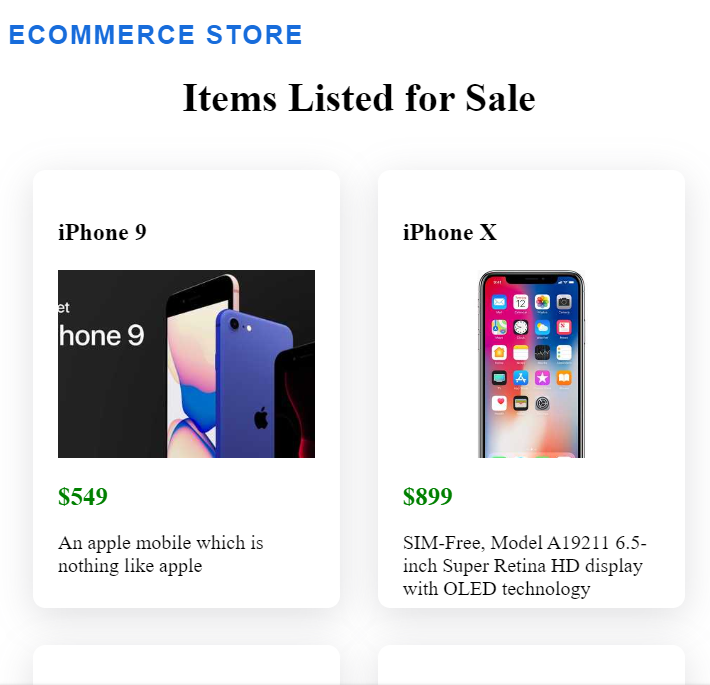 ECOMMERCE STORE
Items Listed for Sale
iPhone 9
et
hone 9
$549
An apple mobile which is
nothing like apple
iPhone X
12
$899
SIM-Free, Model A19211 6.5-
inch Super Retina HD display
with OLED technology